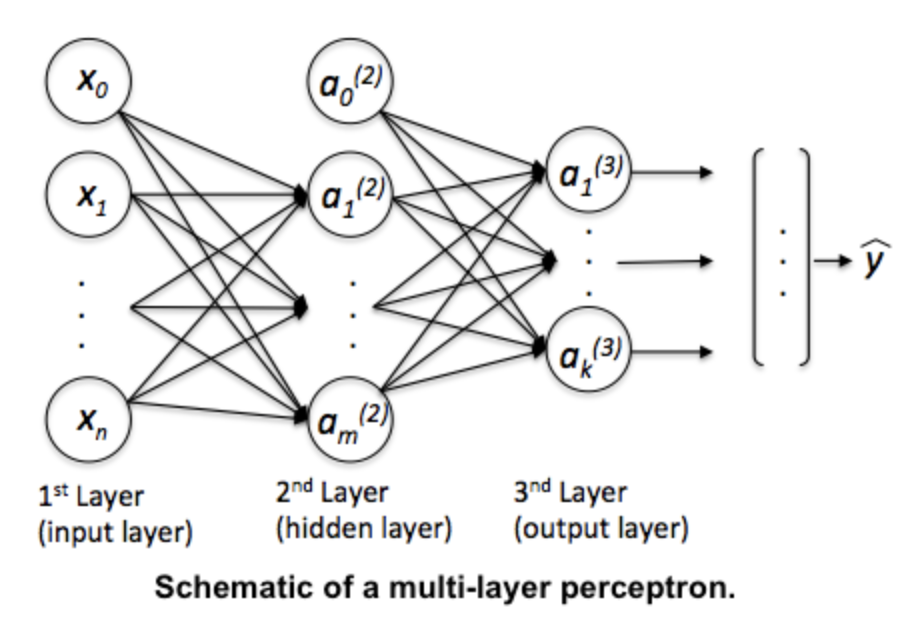 x₀
a₀⁽²⁾
x₁
a₁⁽²⁾
a₁⁽³⁾
ŷ
aₖ⁽³⁾
xₙ
aₘ⁽²⁾
1ˢᵗ Layer
(input layer)
2ⁿᵈ Layer
(hidden layer)
3ⁿᵈ Layer
(output layer)
Schematic of a multi-layer perceptron.